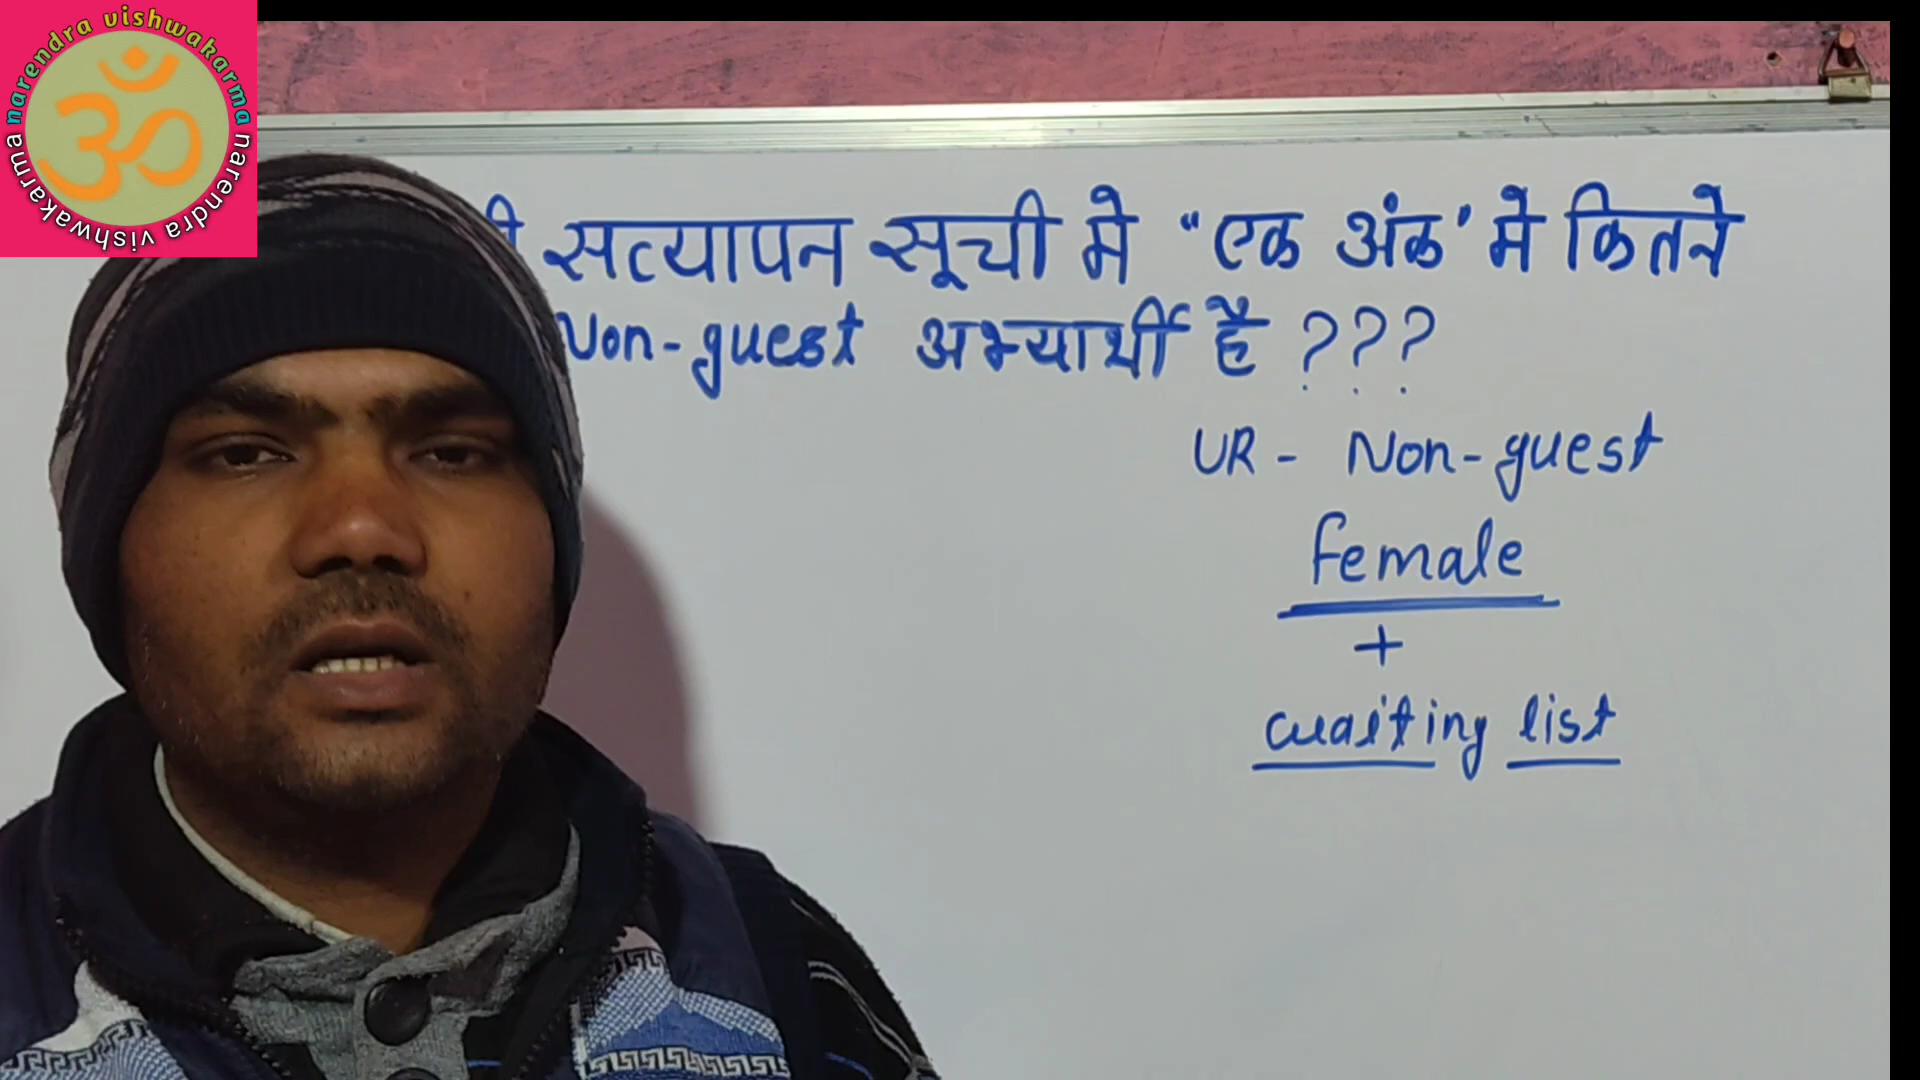 narendra vishwakarma narendra vishwakarma
ॐ
सत्यापन सूची मे "एक अंक" में कितने
Non-guest अभ्यार्थी है ???
UR - Non-guest
Female
+
waiting list